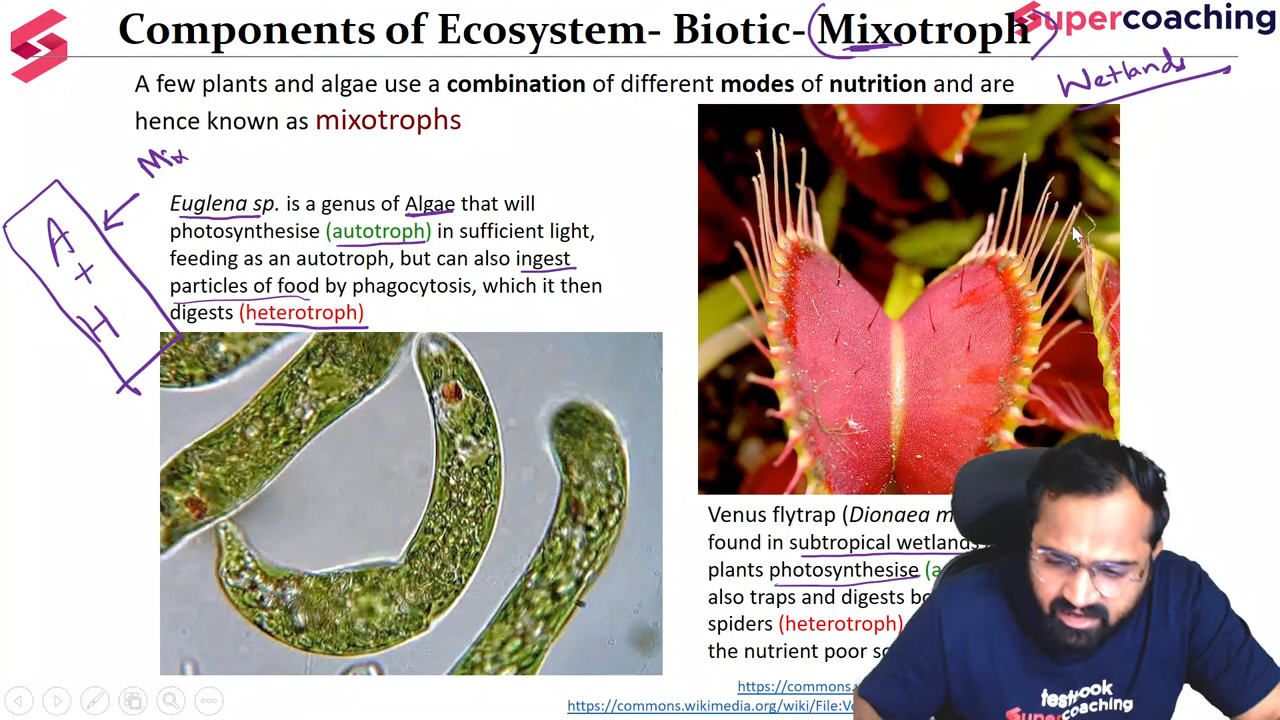 Components of Ecosystem- Biotic- Mixotroph
Supercoaching
Wetlands
A few plants and algae use a combination of different modes of nutrition and are
hence known as mixotrophs
Mix
A
+
H
Euglena sp. is a genus of Algae that will
photosynthesise (autotroph) in sufficient light,
feeding as an autotroph, but can also ingest
particles of food by phagocytosis, which it then
digests (heterotroph)
Venus flytrap (Dionaea
found in subtropical wetlands
plants photosynthesise
also traps and digests
spiders (heterotroph)
the nutrient poor
https://commons.
https://commons.wikimedia.org/wiki/File:
testbook
Supercoaching